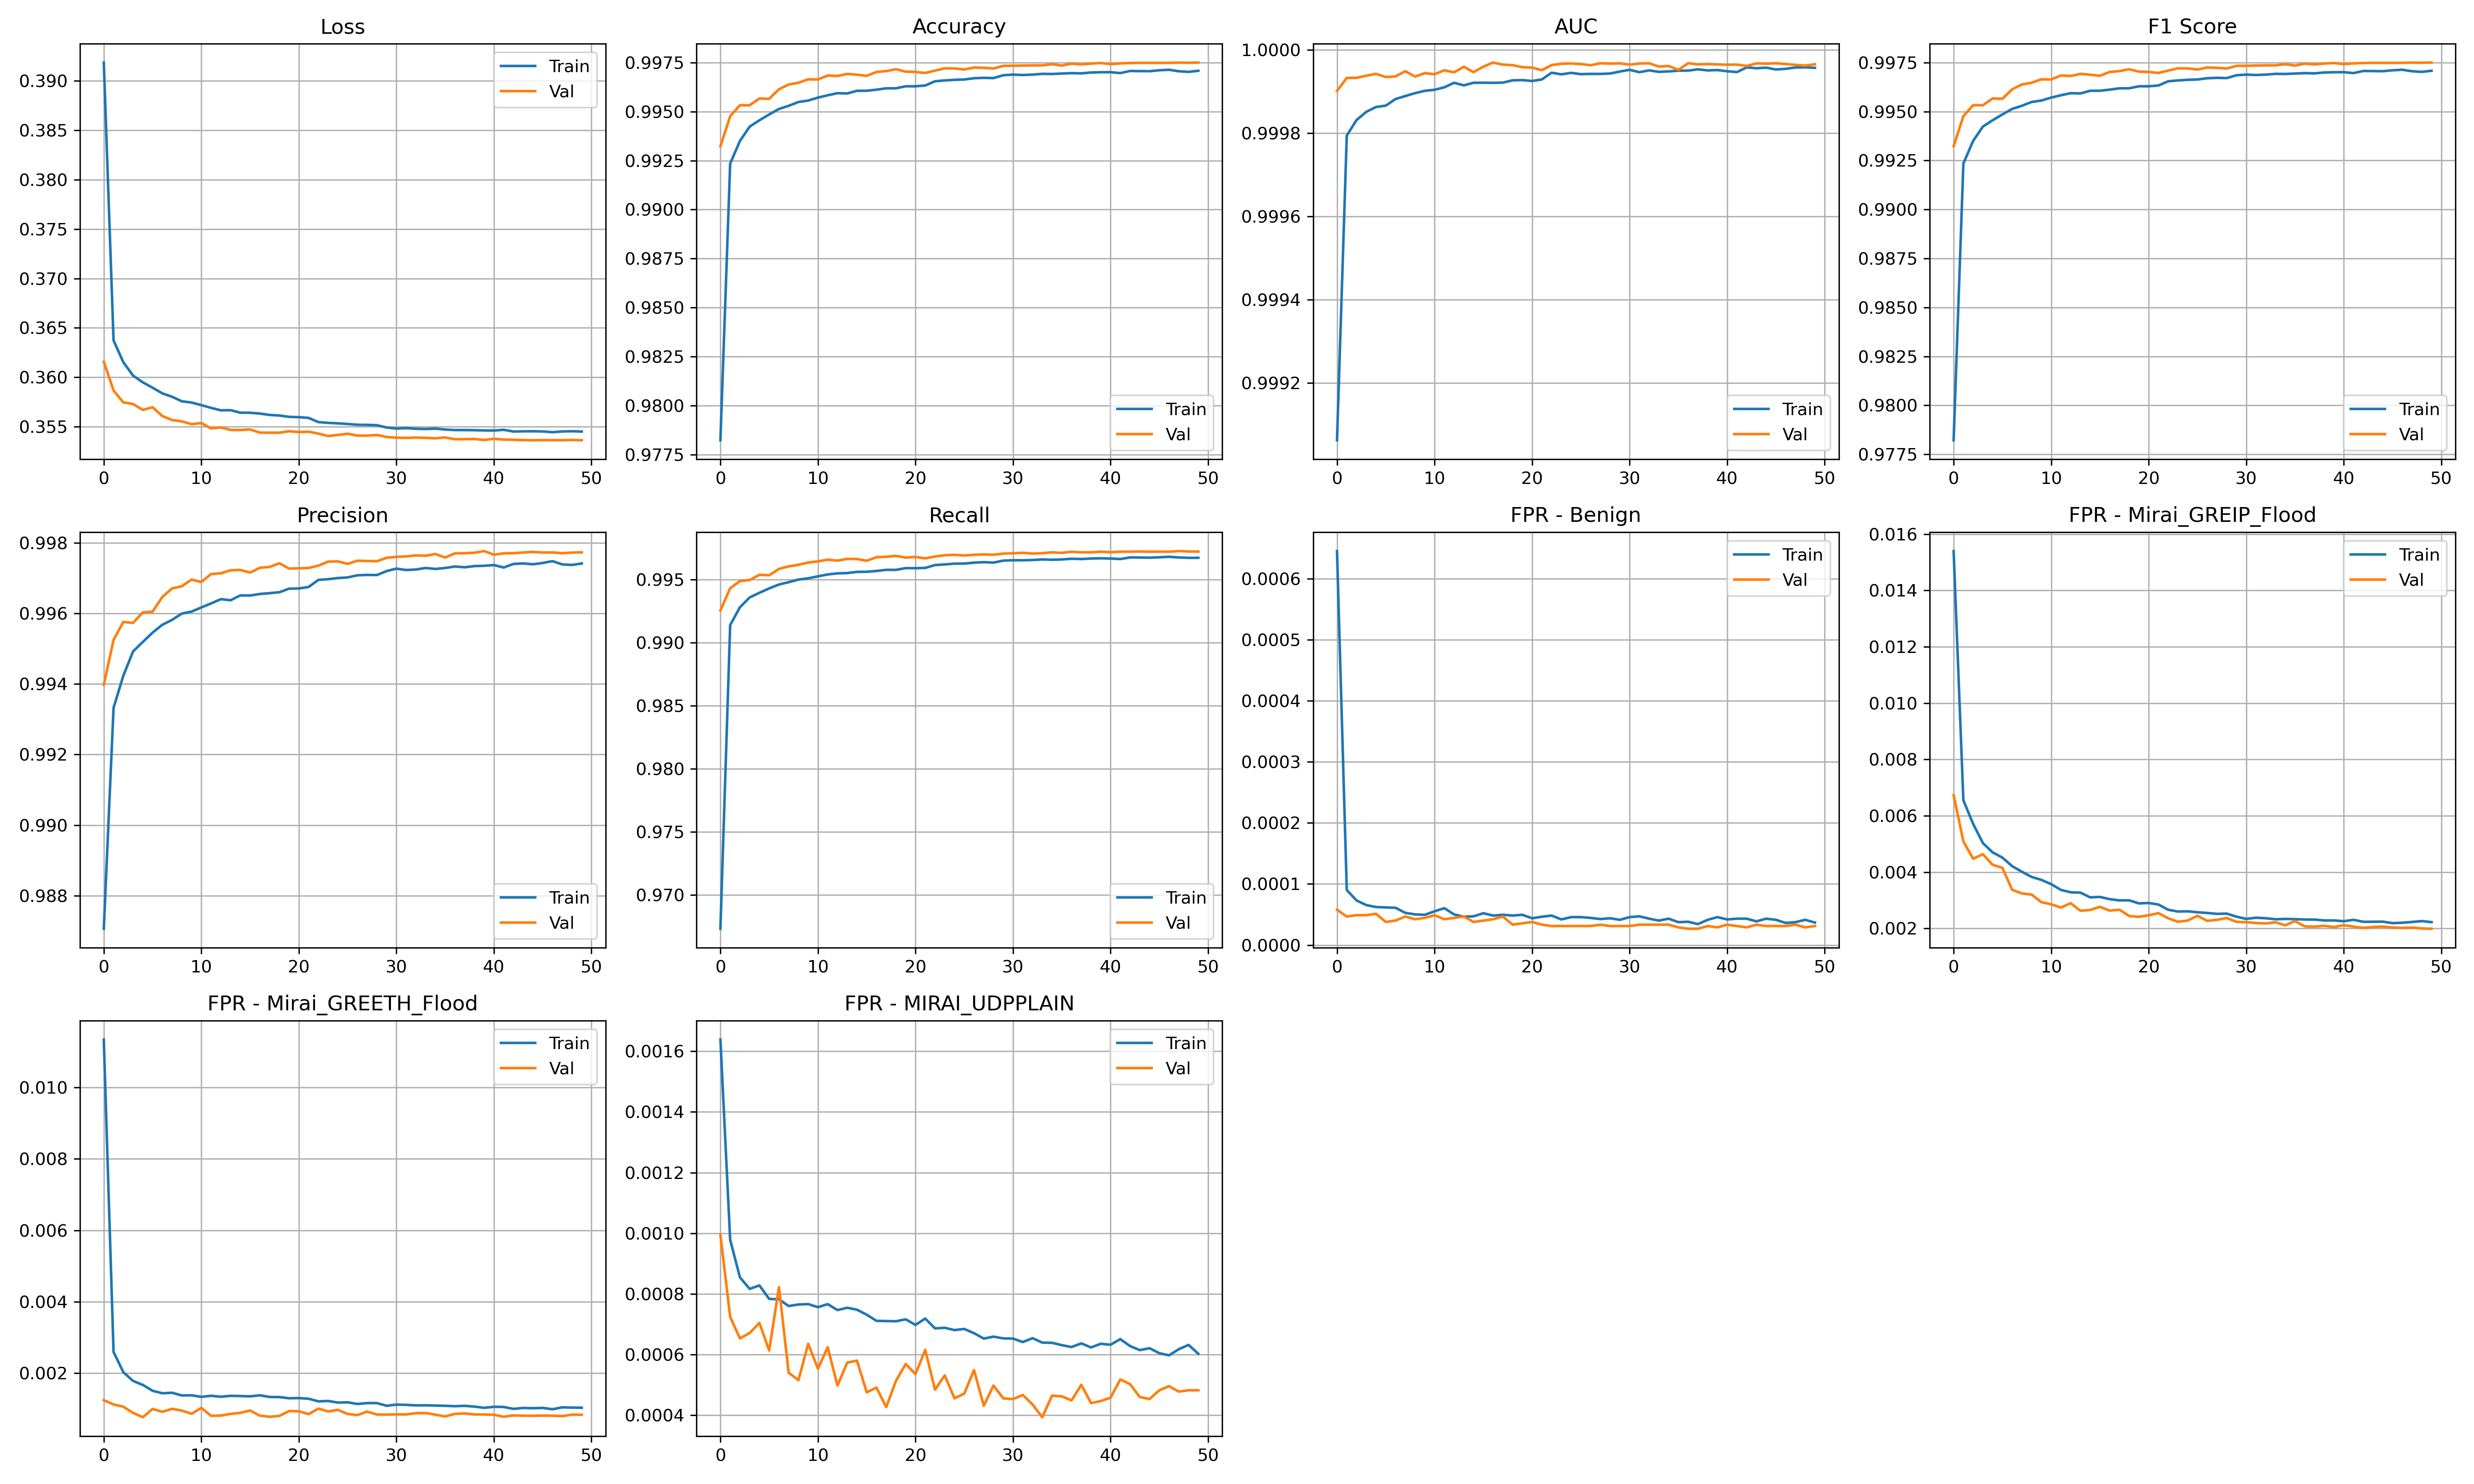 Loss
Accuracy
AUC
F1 Score
0.390
0.385
0.380
0.375
0.370
0.365
0.360
0.355
Train
Val
0 10 20 30 40 50
0.9975
0.9950
0.9925
0.9900
0.9875
0.9850
0.9825
0.9800
0.9775
Train
Val
0 10 20 30 40 50
1.0000
0.9998
0.9996
0.9994
0.9992
Train
Val
0 10 20 30 40 50
0.9975
0.9950
0.9925
0.9900
0.9875
0.9850
0.9825
0.9800
0.9775
Train
Val
0 10 20 30 40 50
Precision
Recall
FPR - Benign
FPR - Mirai_GREIP_Flood
0.998
0.996
0.994
0.992
0.990
0.988
Train
Val
0 10 20 30 40 50
0.995
0.990
0.985
0.980
0.975
0.970
Train
Val
0 10 20 30 40 50
0.0006
0.0005
0.0004
0.0003
0.0002
0.0001
0.0000
Train
Val
0 10 20 30 40 50
0.016
0.014
0.012
0.010
0.008
0.006
0.004
0.002
Train
Val
0 10 20 30 40 50
FPR - Mirai_GREETH_Flood
FPR - MIRAI_UDPPLAIN
0.010
0.008
0.006
0.004
0.002
Train
Val
0 10 20 30 40 50
0.0016
0.0014
0.0012
0.0010
0.0008
0.0006
0.0004
Train
Val
0 10 20 30 40 50